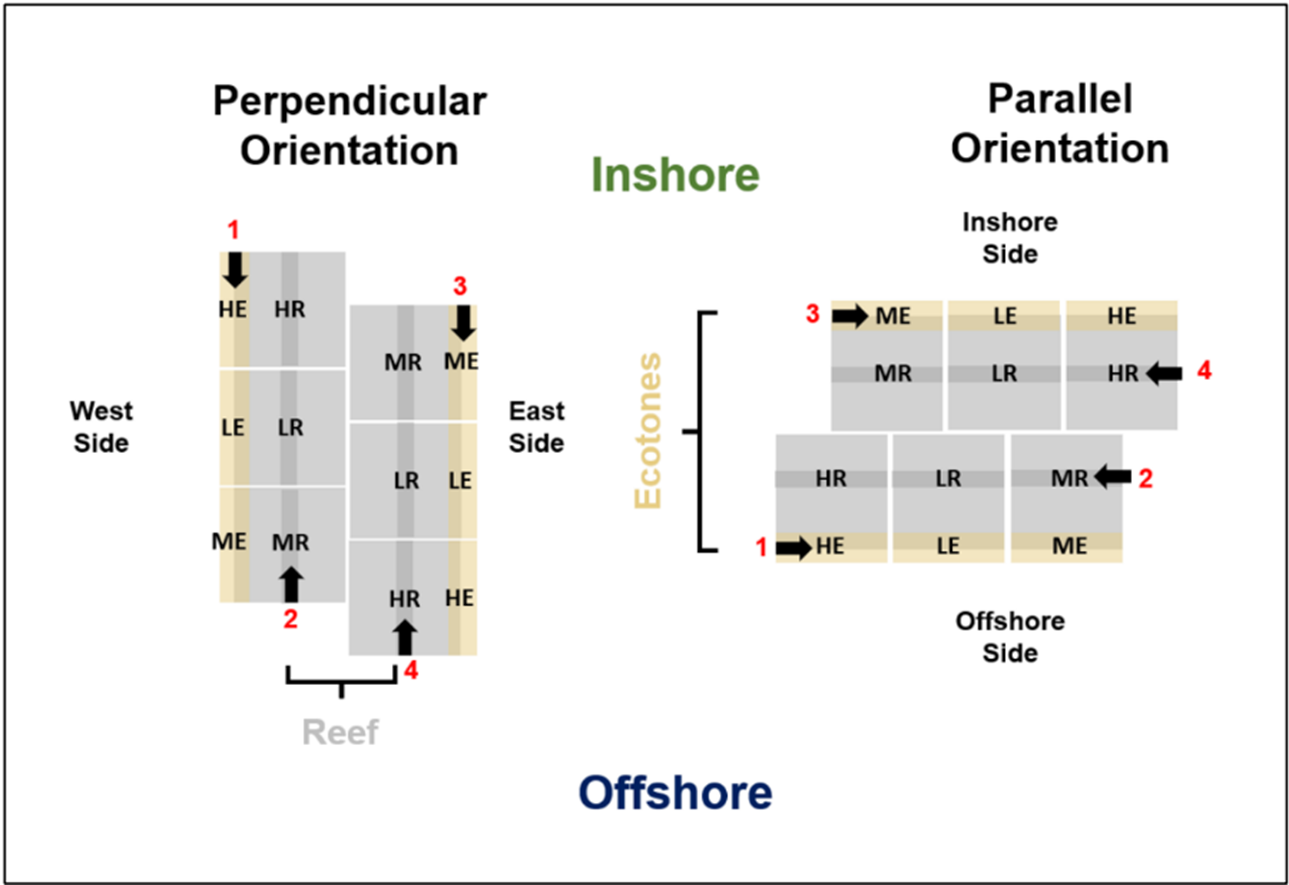 Perpendicular
Orientation
Parallel
Orientation
Inshore
Inshore
Side
1
HE HR
3
MR ME
LE LR
West
Side
East
Side
LR LE
ME MR
2
HR HE
4
Reef
Ecotones
3 ME LE HE
MR LR HR 4
HR LR MR 2
1 HE LE ME
Offshore
Side
Offshore